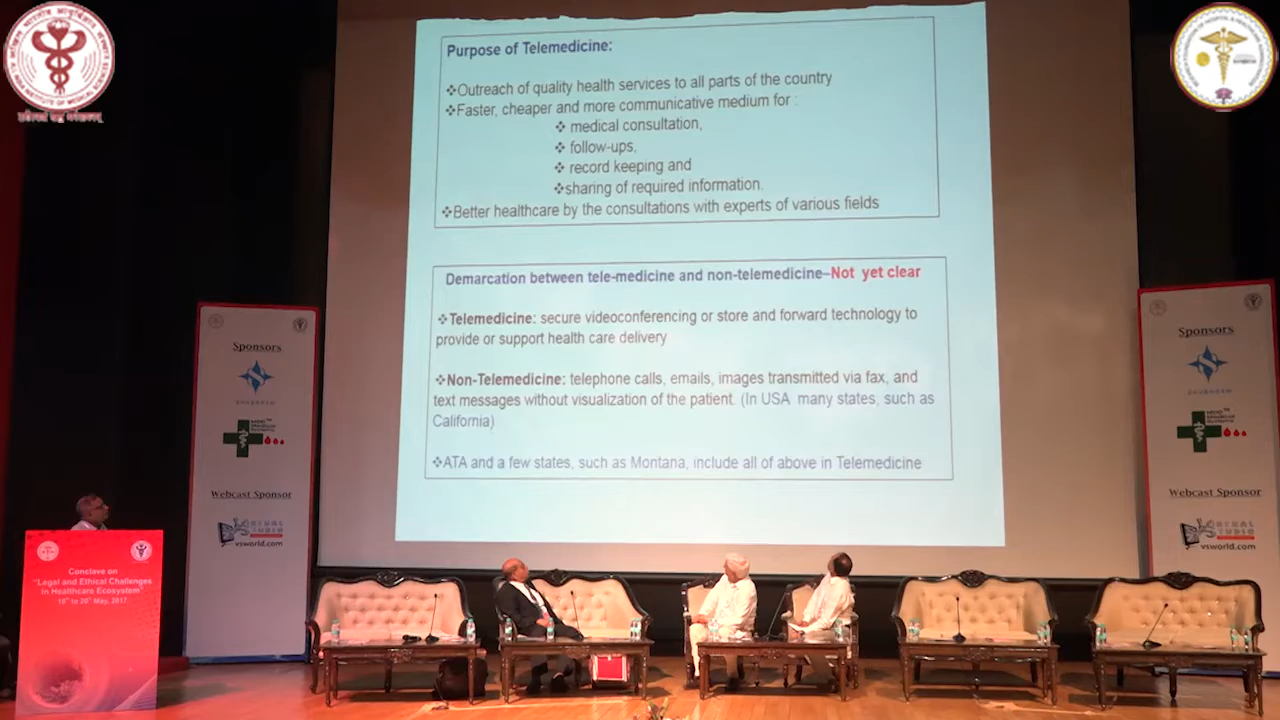 Purpose of Telemedicine:
❖Outreach of quality health services to all parts of the country
❖Faster, cheaper and more communicative medium for :
❖ medical consultation,
❖ follow-ups,
❖ record keeping and
❖sharing of required information.
❖Better healthcare by the consultations with experts of various fields
Demarcation between tele-medicine and non-telemedicine–Not yet clear
❖Telemedicine: secure videoconferencing or store and forward technology to
provide or support health care delivery
❖Non-Telemedicine: telephone calls, emails, images transmitted via fax, and
text messages without visualization of the patient. (In USA many states, such as
California)
❖ATA and a few states, such as Montana, include all of above in Telemedicine
Sponsors
Webcast Sponsor
vsworld.com
Conclave on
"Legal and Ethical Challenges
in Healthcare Ecosystem"
19th to 20th May, 2017
Sponsors
Webcast Sponsor
vsworld.com